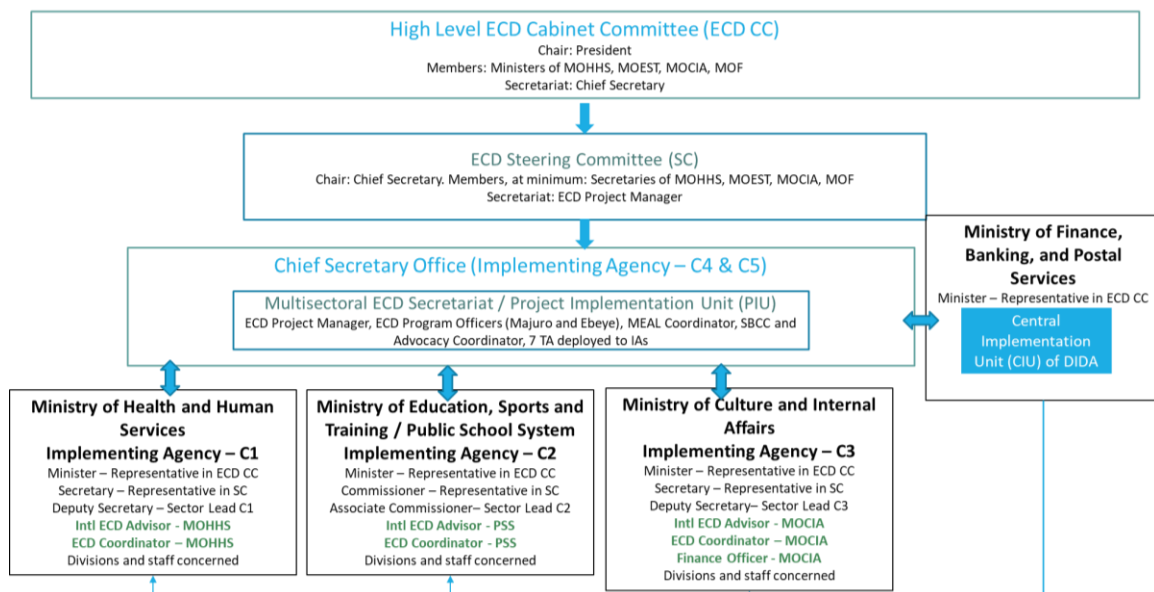 High Level ECD Cabinet Committee (ECD CC)
Chair: President
Members: Ministers of MOHHS, MOEST, MOCIA, MOF
Secretariat: Chief Secretary
ECD Steering Committee (SC)
Chair: Chief Secretary. Members, at minimum: Secretaries of MOHHS, MOEST, MOCIA, MOF
Secretariat: ECD Project Manager
Chief Secretary Office (Implementing Agency – C4 & C5)
Multisectoral ECD Secretariat / Project Implementation Unit (PIU)
ECD Project Manager, ECD Program Officers (Majuro and Ebeye), MEAL Coordinator, SBCC and
Advocacy Coordinator, 7 TA deployed to IAs
Ministry of Finance,
Banking, and Postal
Services
Minister – Representative in ECD CC
Central
Implementation
Unit (CIU) of DIDA
Ministry of Health and Human
Services
Implementing Agency – C1
Minister – Representative in ECD CC
Secretary – Representative in SC
Deputy Secretary – Sector Lead C1
Intl ECD Advisor - MOHHS
ECD Coordinator – MOHHS
Divisions and staff concerned
Ministry of Education, Sports and
Training / Public School System
Implementing Agency – C2
Minister – Representative in ECD CC
Commissioner – Representative in SC
Associate Commissioner– Sector Lead C2
Intl ECD Advisor - PSS
ECD Coordinator - PSS
Divisions and staff concerned
Ministry of Culture and Internal
Affairs
Implementing Agency – C3
Minister – Representative in ECD CC
Secretary – Representative in SC
Deputy Secretary– Sector Lead C3
Intl ECD Advisor - MOCIA
ECD Coordinator – MOCIA
Finance Officer - MOCIA
Divisions and staff concerned